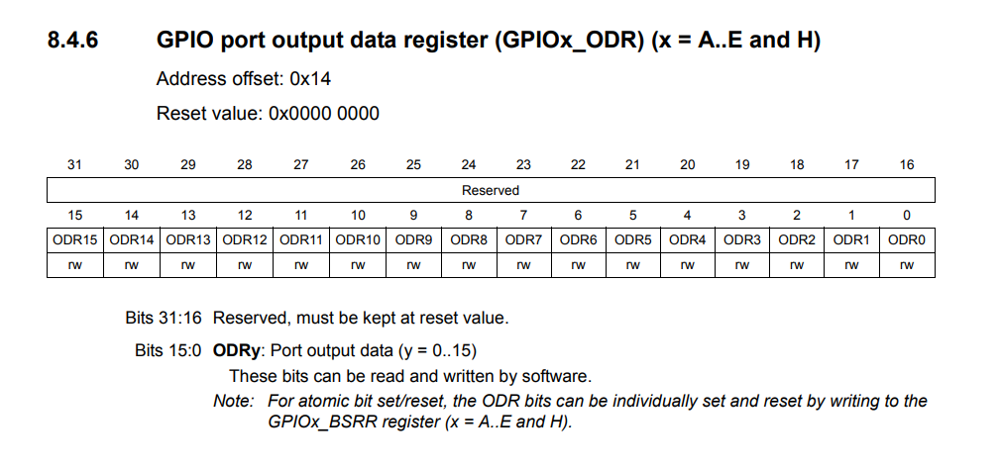 8.4.6 GPIO port output data register (GPIOx_ODR) (x = A..E and H)
Address offset: 0x14
Reset value: 0x0000 0000
31 30 29 28 27 26 25 24 23 22 21 20 19 18 17 16
Reserved
15 14 13 12 11 10 9 8 7 6 5 4 3 2 1 0
ODR15 ODR14 ODR13 ODR12 ODR11 ODR10 ODR9 ODR8 ODR7 ODR6 ODR5 ODR4 ODR3 ODR2 ODR1 ODR0
rw rw rw rw rw rw rw rw rw rw rw rw rw rw rw rw
Bits 31:16 Reserved, must be kept at reset value.
Bits 15:0 ODRy: Port output data (y = 0..15)
These bits can be read and written by software.
Note: For atomic bit set/reset, the ODR bits can be individually set and reset by writing to the
GPIOx_BSRR register (x = A..E and H).